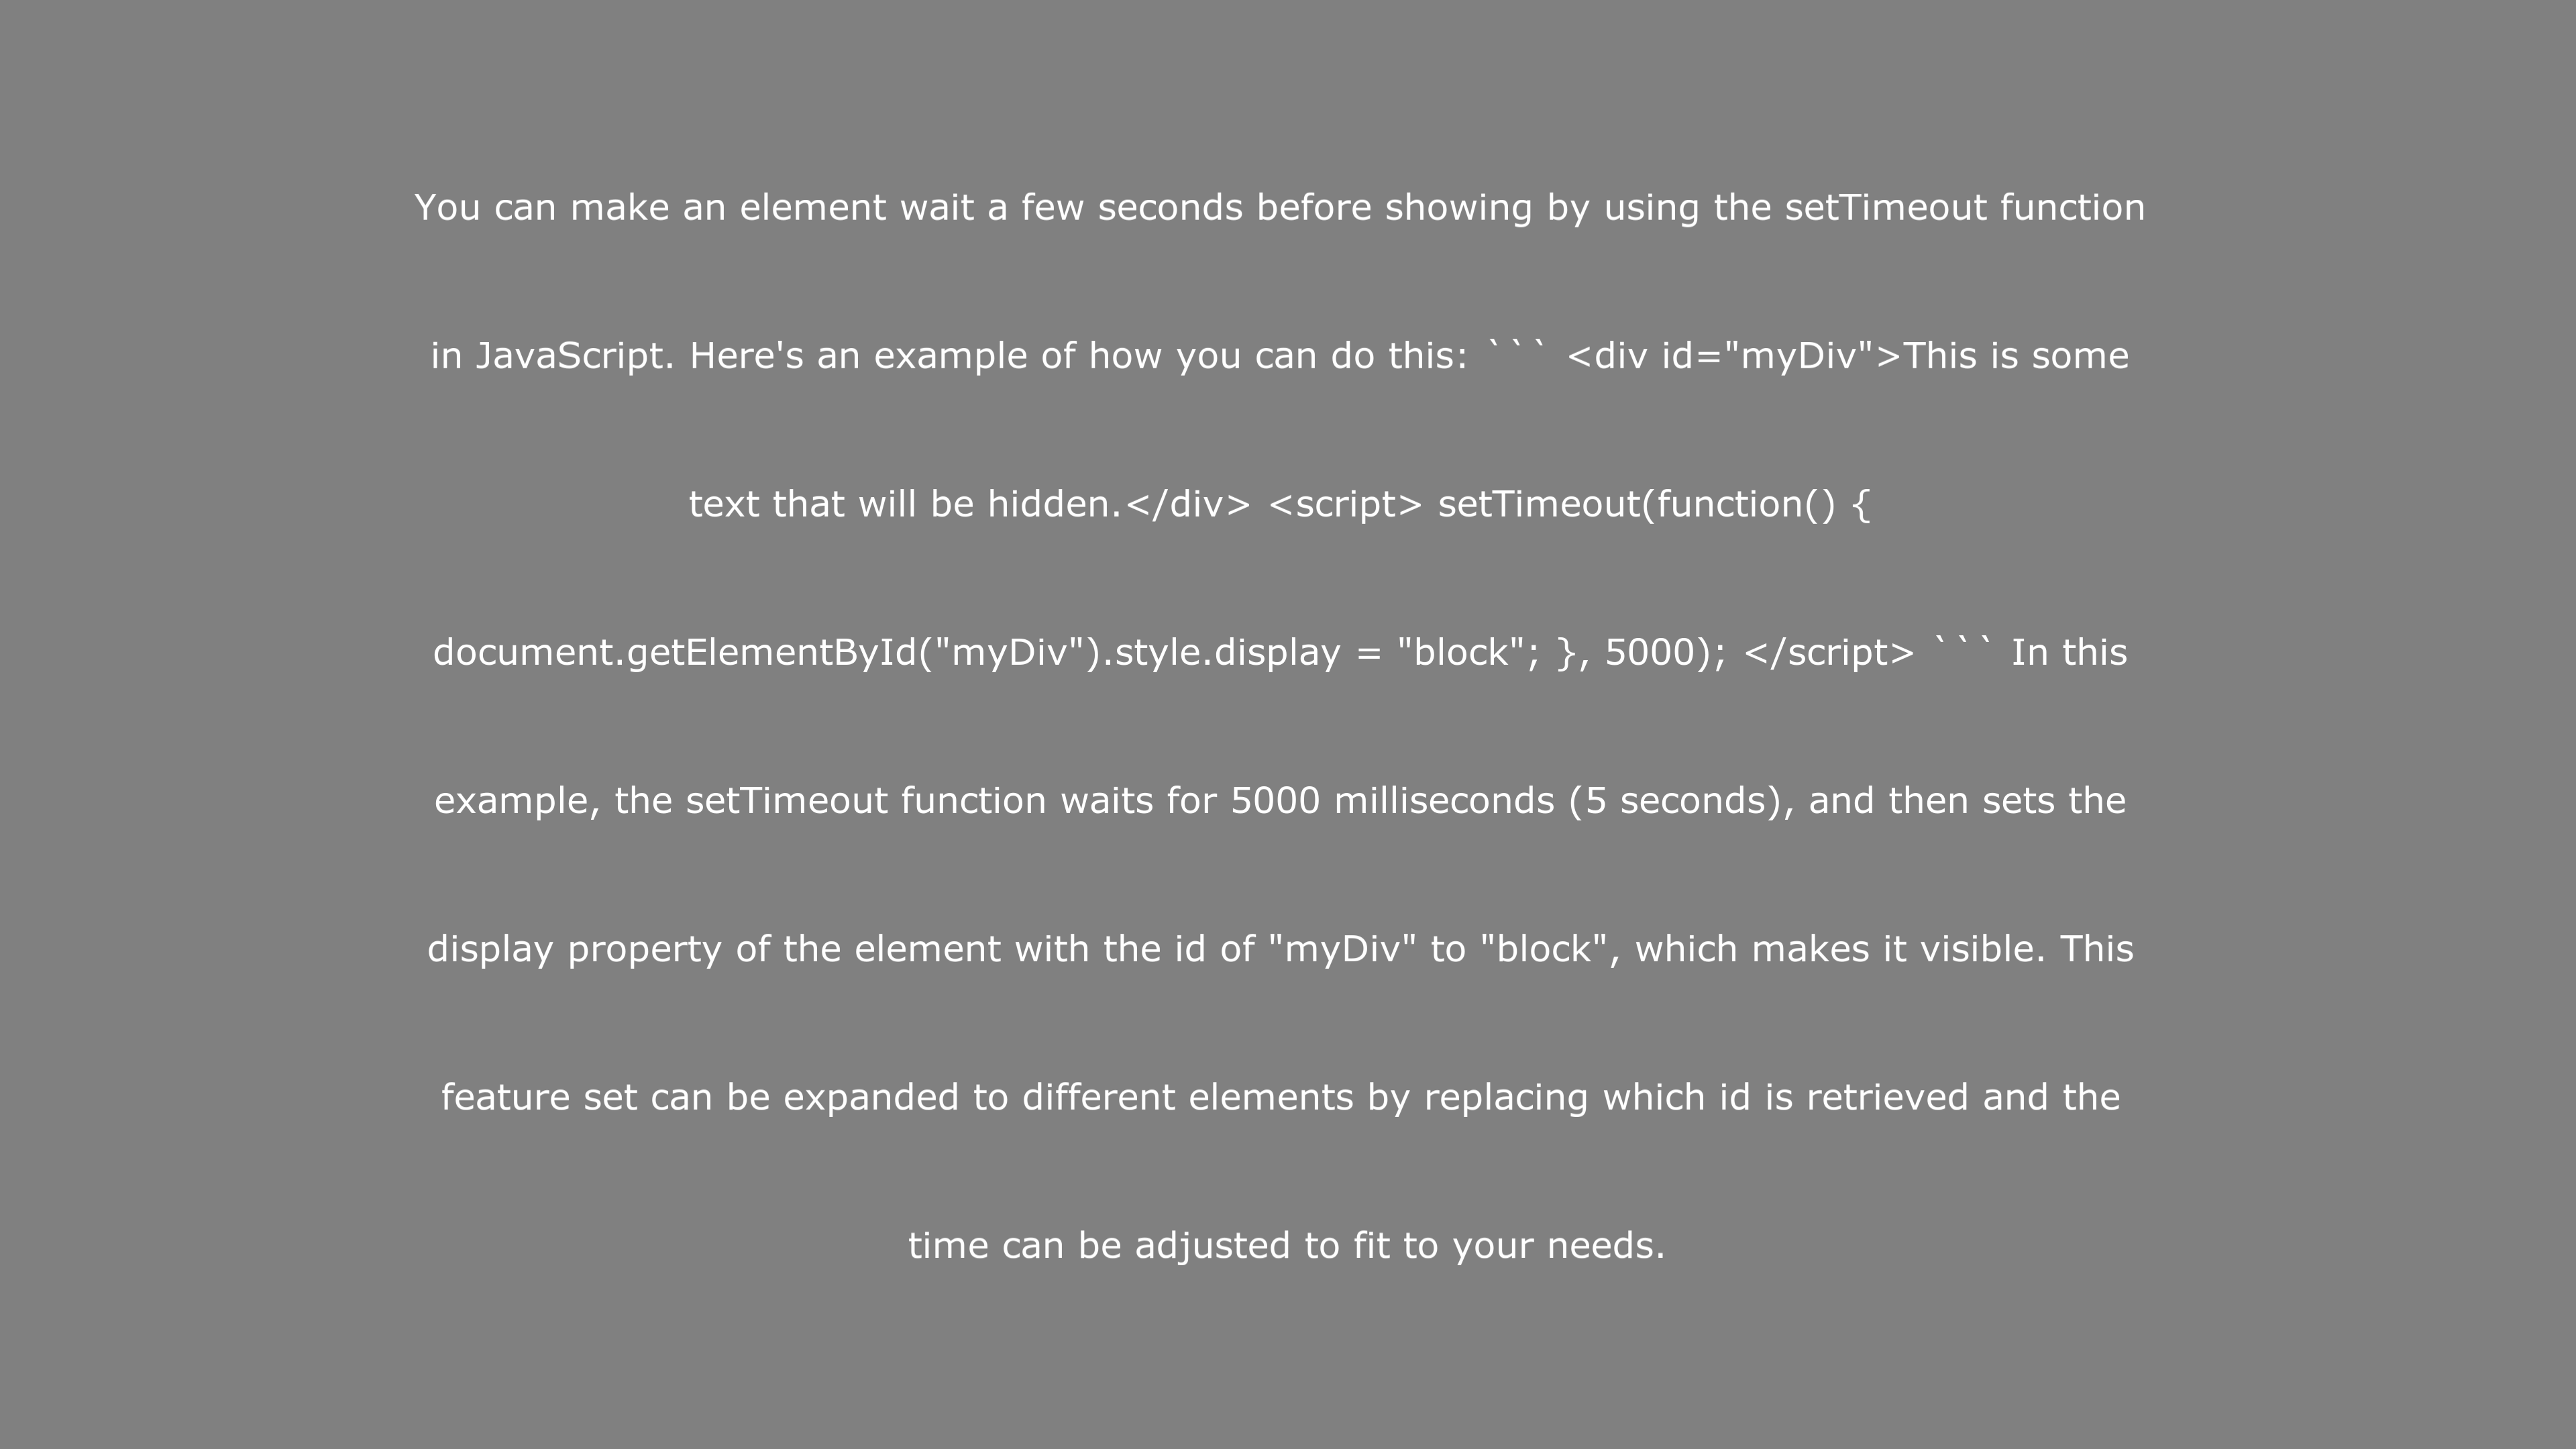 You can make an element wait a few seconds before showing by using the setTimeout function
in JavaScript. Here's an example of how you can do this: ``` <div id="myDiv">This is some
text that will be hidden.</div> <script> setTimeout(function() {
document.getElementById("myDiv").style.display = "block"; }, 5000); </script> ``` In this
example, the setTimeout function waits for 5000 milliseconds (5 seconds), and then sets the
display property of the element with the id of "myDiv" to "block", which makes it visible. This
feature set can be expanded to different elements by replacing which id is retrieved and the
time can be adjusted to fit to your needs.